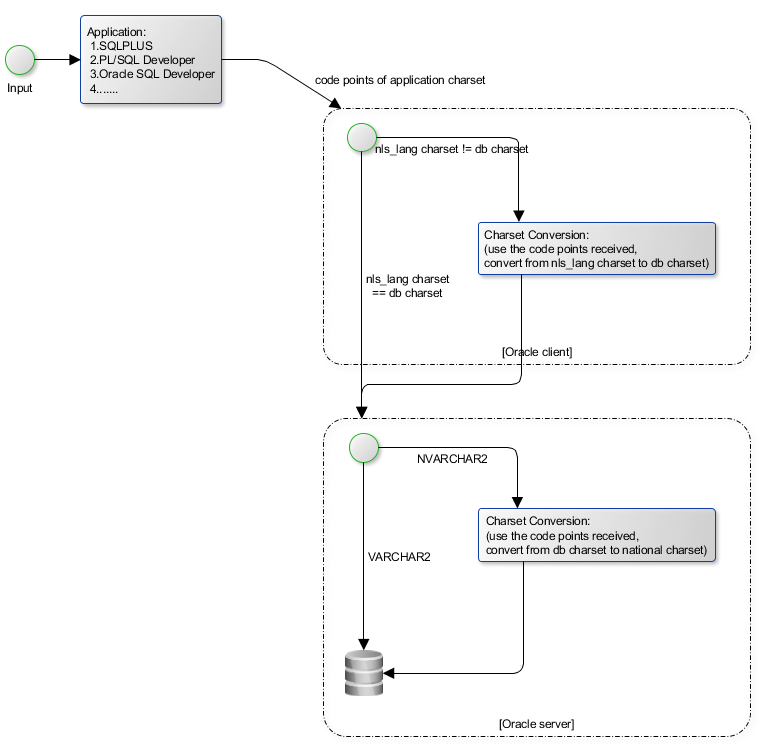 Application:
1.SQLPLUS
2.PL/SQL Developer
3.Oracle SQL Developer
4.......
Input
code points of application charset
nls_lang charset != db charset
Charset Conversion:
(use the code points received,
convert from nls_lang charset to db charset)
nls_lang charset
== db charset
[Oracle client]
NVARCHAR2
Charset Conversion:
(use the code points received,
convert from db charset to national charset)
VARCHAR2
[Oracle server]